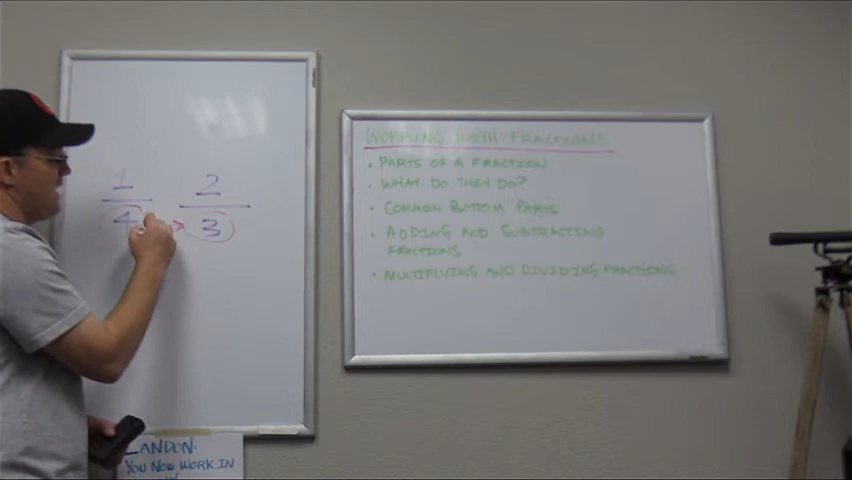 1 2
4 3
WORKING WITH FRACTIONS
• PARTS OF A FRACTION
• WHAT DO THEY DO?
• COMMON BOTTOM PARTS
• ADDING AND SUBTRACTING
FRACTIONS
• MULTIPLYING AND DIVIDING FRACTIONS
LANDON:
YOU NOW WORK IN